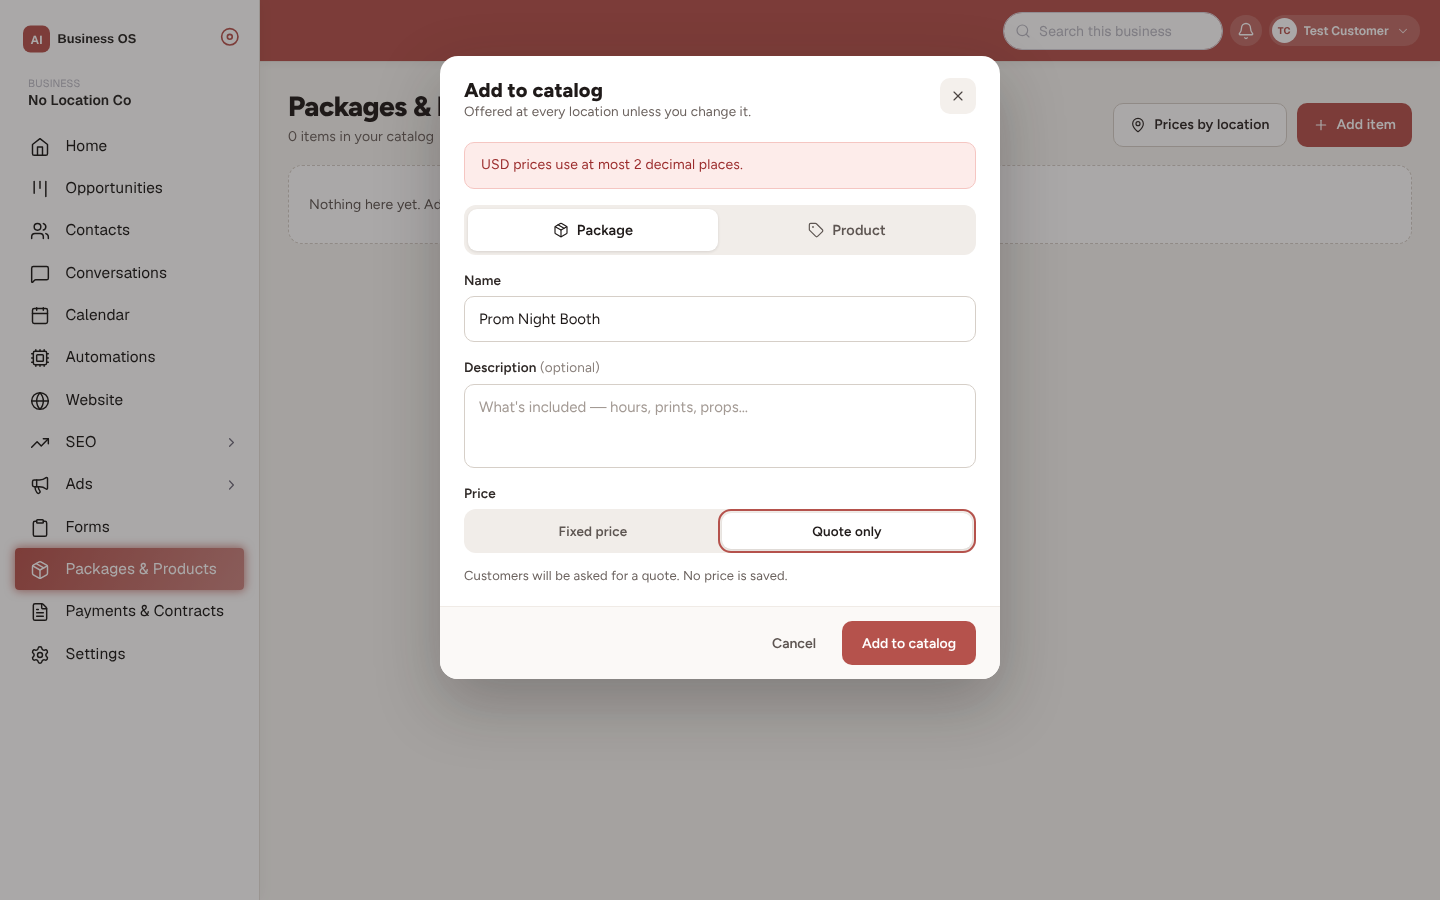 AI Business OS
Search this business
TC Test Customer
BUSINESS
No Location Co
Home
Opportunities
Contacts
Conversations
Calendar
Automations
Website
SEO
Ads
Forms
Packages & Products
Payments & Contracts
Settings
Packages &
0 items in your catalog
Prices by location
Add item
Nothing here yet.
Add to catalog
Offered at every location unless you change it.
USD prices use at most 2 decimal places.
Package Product
Name
Prom Night Booth
Description (optional)
What's included — hours, prints, props...
Price
Fixed price Quote only
Customers will be asked for a quote. No price is saved.
Cancel Add to catalog